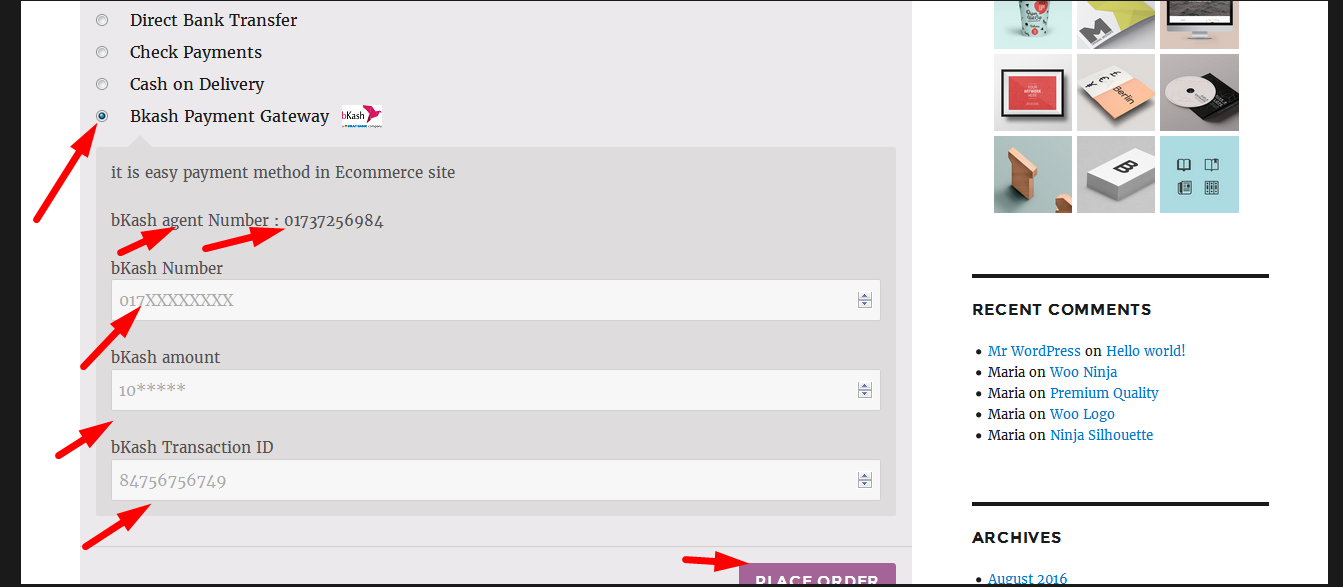 Direct Bank Transfer
Check Payments
Cash on Delivery
Bkash Payment Gateway
bKash
it is easy payment method in Ecommerce site
bKash agent Number : 01737256984
bKash Number
017XXXXXXXX
bKash amount
10*****
bKash Transaction ID
84756756749
PLACE ORDER
M
YOUR
ARTWORK
HERE
Berlin
B
RECENT COMMENTS
Mr WordPress on Hello world!
Maria on Woo Ninja
Maria on Premium Quality
Maria on Woo Logo
Maria on Ninja Silhouette
ARCHIVES
August 2016